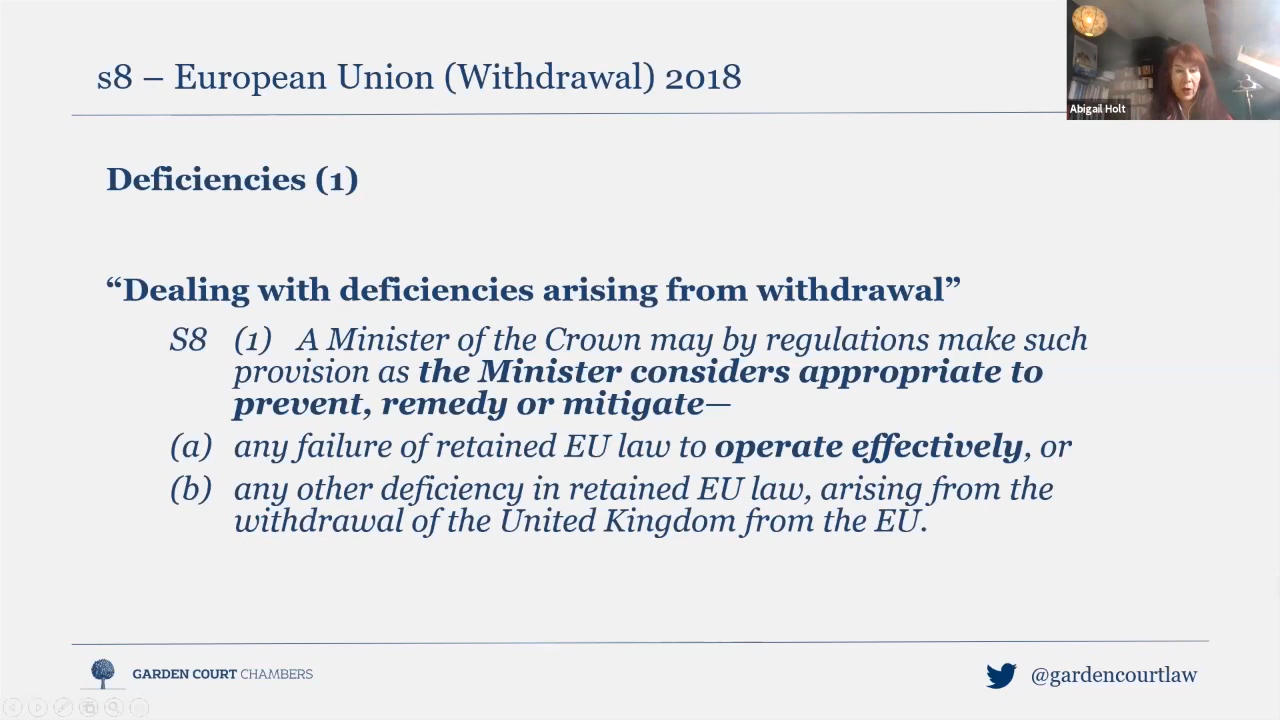 s8 – European Union (Withdrawal) 2018
Abigail Holt
Deficiencies (1)
“Dealing with deficiencies arising from withdrawal”
S8 (1) A Minister of the Crown may by regulations make such
provision as the Minister considers appropriate to
prevent, remedy or mitigate—
(a) any failure of retained EU law to operate effectively, or
(b) any other deficiency in retained EU law, arising from the
withdrawal of the United Kingdom from the EU.
GARDEN COURT CHAMBERS
@gardencourtlaw